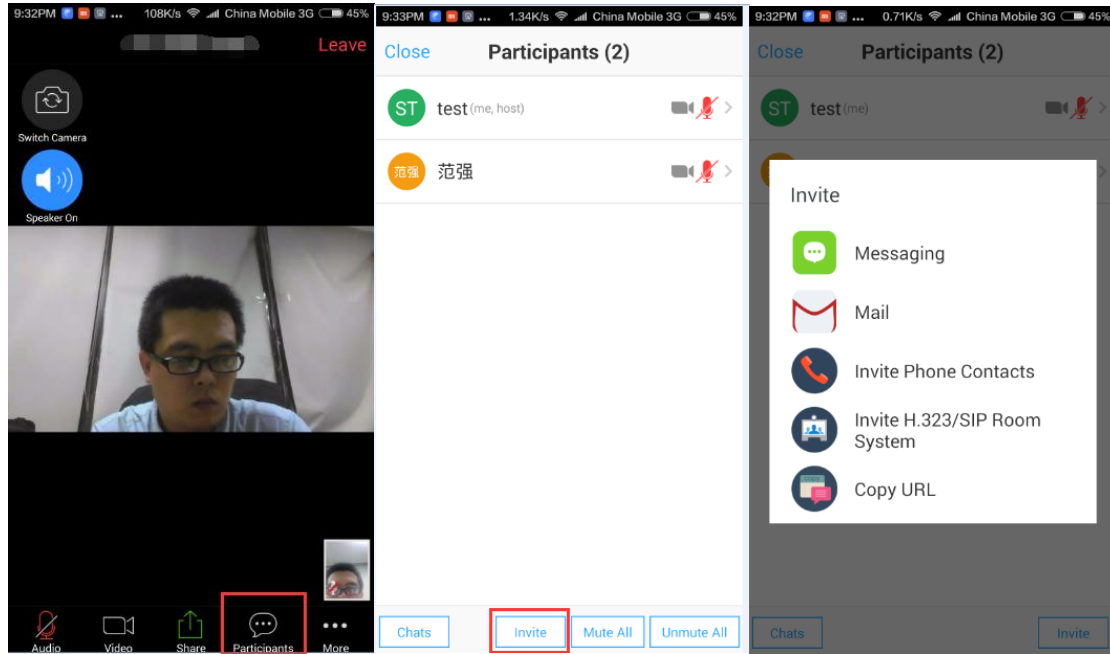 9:32PM ... 108K/s China Mobile 3G 45%
Leave
Switch Camera
Speaker On
Audio
Video
Share
Participants
More
9:33PM ... 1.34K/s China Mobile 3G 45%
Close
Participants (2)
ST
test (me, host)
范强
范强
Chats
Invite
Mute All
Unmute All
9:32PM ... 0.71K/s China Mobile 3G 45%
Close
Participants (2)
ST
test (me)
Invite
Messaging
Mail
Invite Phone Contacts
Invite H.323/SIP Room
System
Copy URL
Chats
Invite